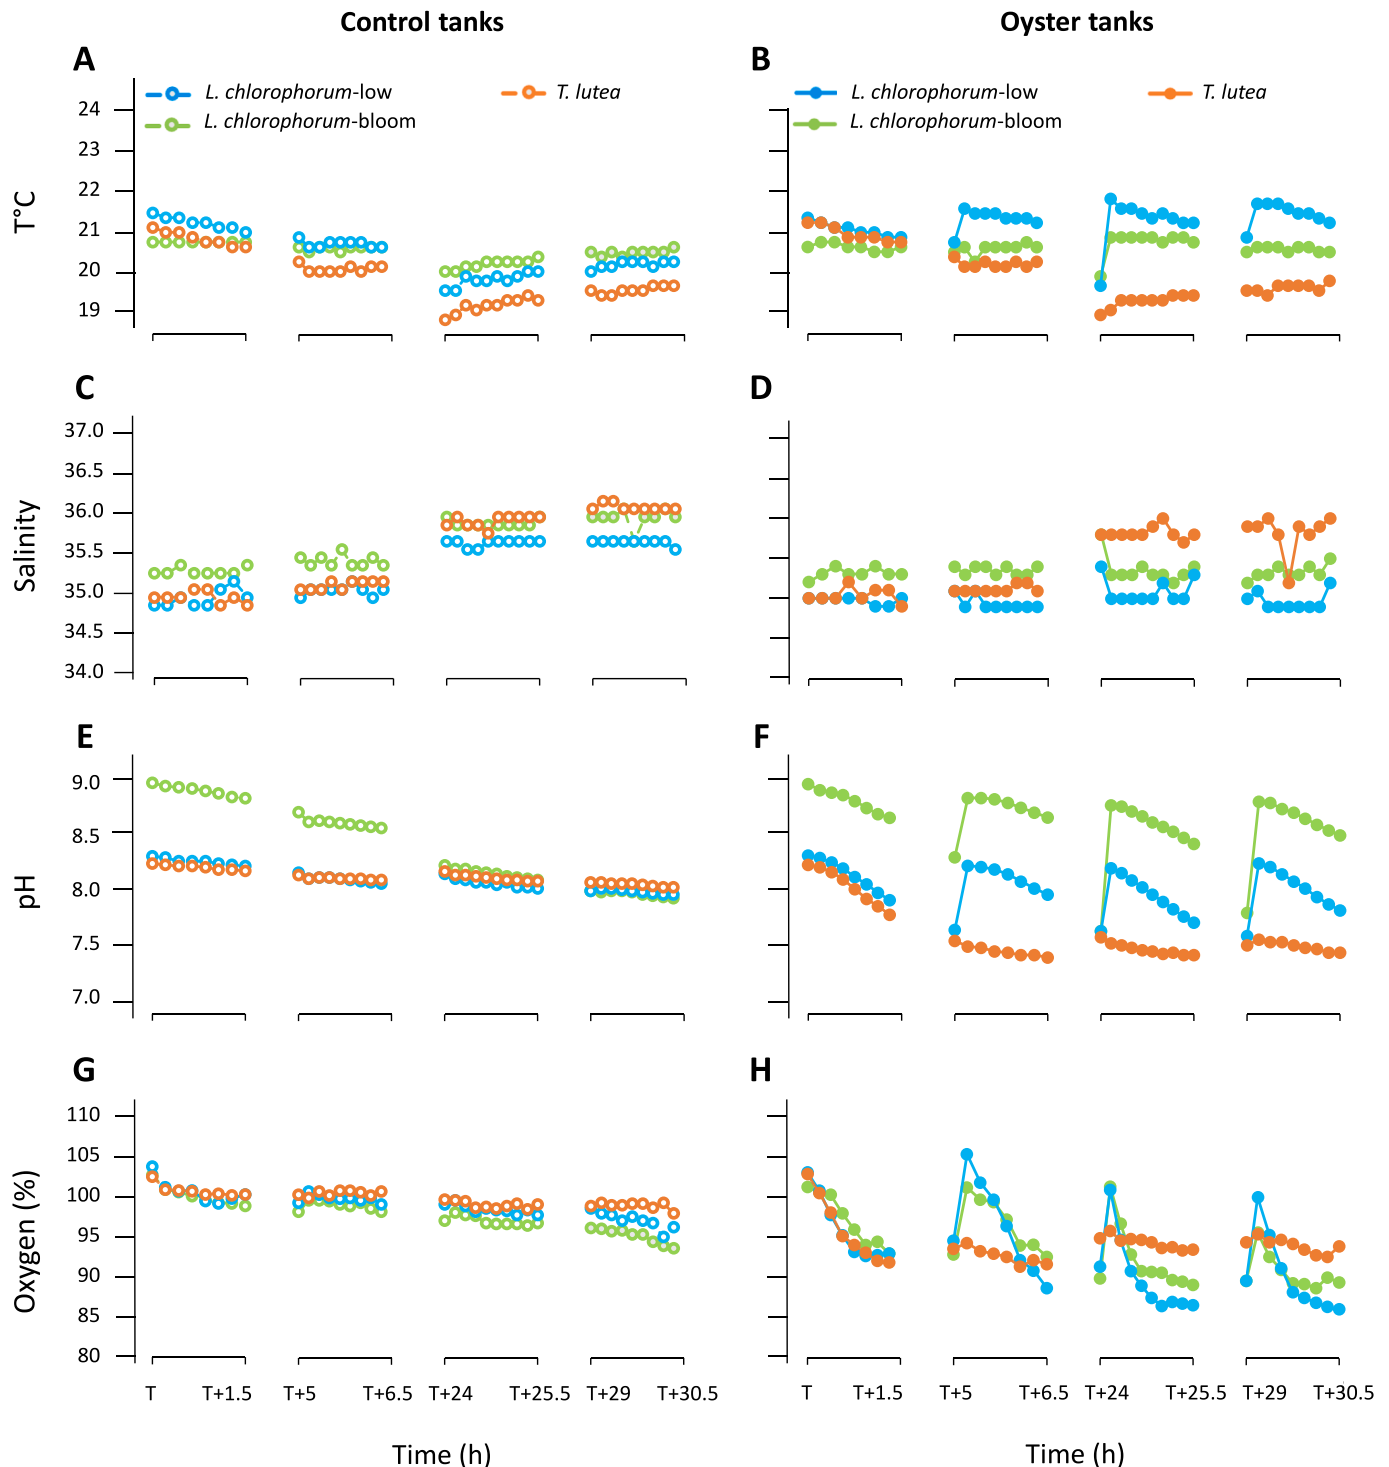 Control tanks
Oyster tanks
A
B
L. chlorophorum-low
T. lutea
L. chlorophorum-bloom
L. chlorophorum-low
T. lutea
L. chlorophorum-bloom
T°C
24
23
22
21
20
19
C
D
Salinity
37.0
36.5
36.0
35.5
35.0
34.5
34.0
E
F
pH
9.0
8.5
8.0
7.5
7.0
G
H
Oxygen (%)
110
105
100
95
90
85
80
T T+1.5 T+5 T+6.5 T+24 T+25.5 T+29 T+30.5
T T+1.5 T+5 T+6.5 T+24 T+25.5 T+29 T+30.5
Time (h)
Time (h)